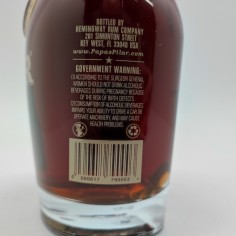 BOTTLED BY
HEMINGWAY RUM COMPANY
201 SIMONTON STREET
KEY WEST, FL 33040 USA
www.PapasPilar.com
GOVERNMENT WARNING:
(1) ACCORDING TO THE SURGEON GENERAL,
WOMEN SHOULD NOT DRINK ALCOHOLIC
BEVERAGES DURING PREGNANCY BECAUSE
OF THE RISK OF BIRTH DEFECTS.
(2) CONSUMPTION OF ALCOHOLIC BEVERAGES
IMPAIRS YOUR ABILITY TO DRIVE A CAR OR
OPERATE MACHINERY, AND MAY CAUSE
HEALTH PROBLEMS.